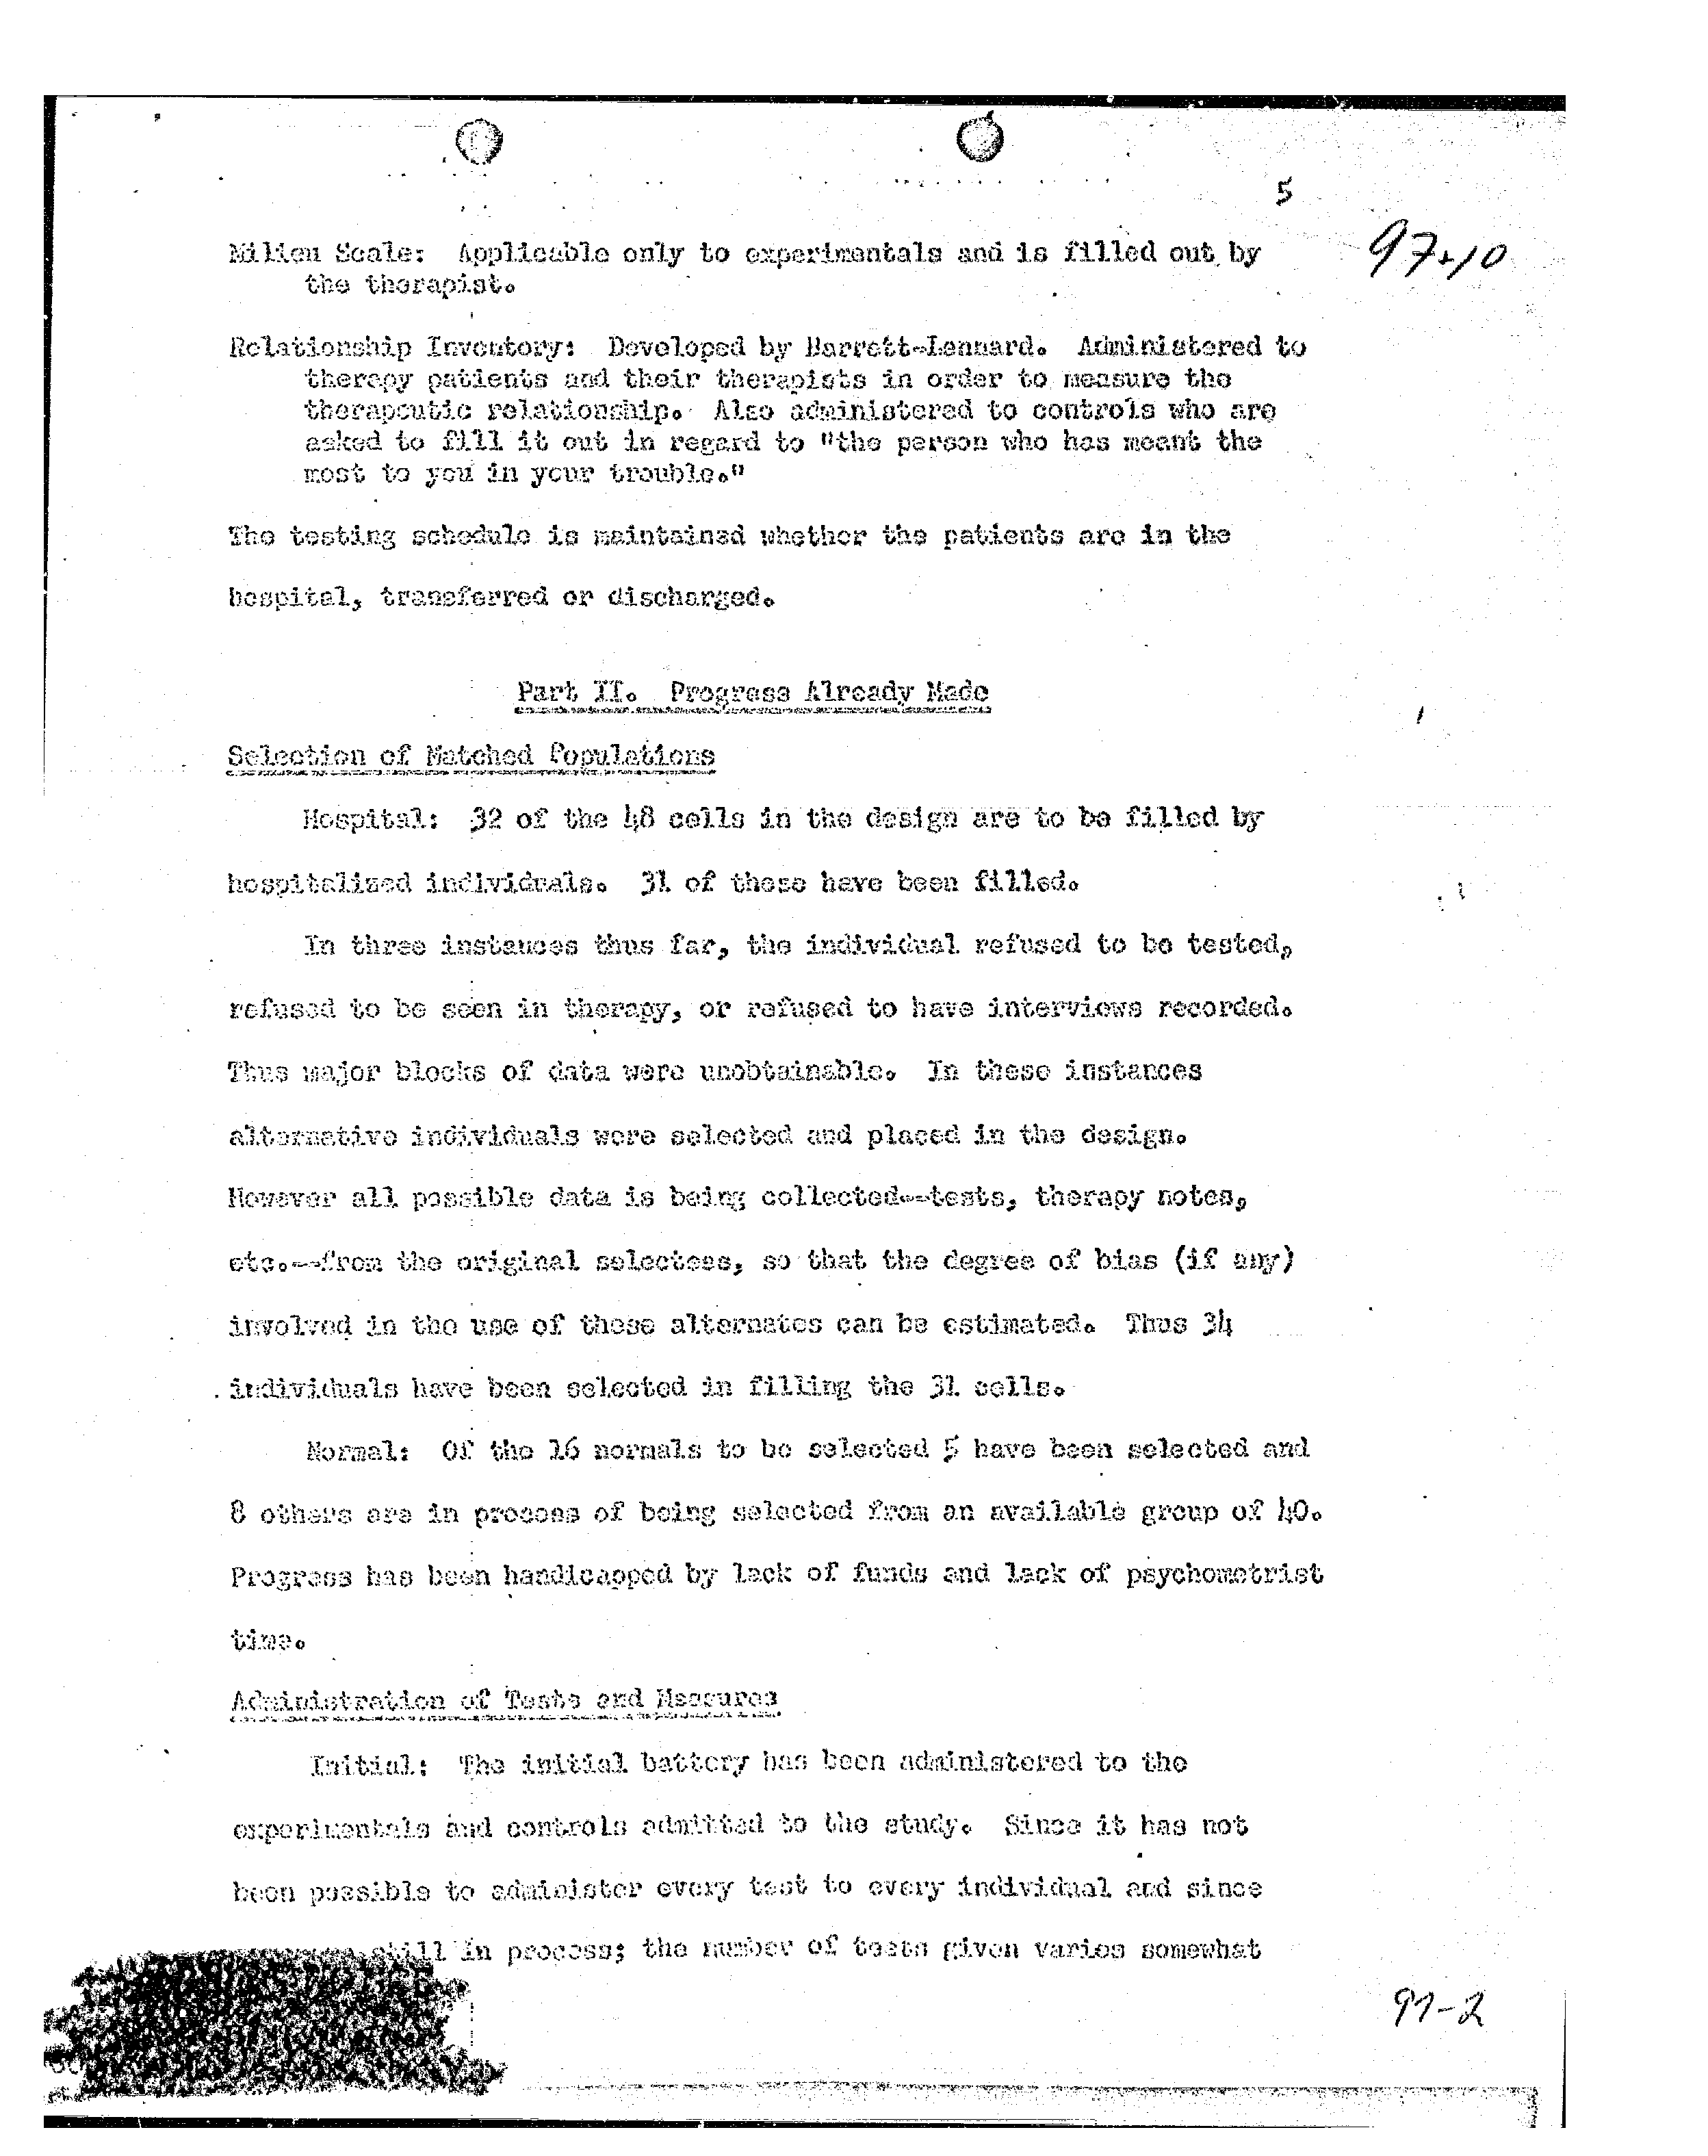 5
97-10
Milieu Scale: Applicable only to experimentals and is filled out by
the therapist.
Relationship Inventory: Developed by Barrett-Lennard. Administered to
therapy patients and their therapists in order to measure the
therapeutic relationship. Also administered to controls who are
asked to fill it out in regard to "the person who has meant the
most to you in your trouble."
The testing schedule is maintained whether the patients are in the
hospital, transferred or discharged.
Part II. Progress Already Made
Selection of Matched Populations
Hospital: 32 of the 48 cells in the design are to be filled by
hospitalized individuals. 31 of these have been filled.
In three instances thus far, the individual refused to be tested,
refused to be seen in therapy, or refused to have interviews recorded.
Thus major blocks of data were unobtainable. In these instances
alternative individuals were selected and placed in the design.
However all possible data is being collected--tests, therapy notes,
etc.--from the original selectees, so that the degree of bias (if any)
involved in the use of these alternates can be estimated. Thus 34
individuals have been selected in filling the 31 cells.
Normal: Of the 16 normals to be selected 5 have been selected and
8 others are in process of being selected from an available group of 40.
Progress has been handicapped by lack of funds and lack of psychometrist
time.
Administration of Tests and Measures
Initial: The initial battery has been administered to the
experimentals and controls admitted to the study. Since it has not
been possible to administer every test to every individual and since
still in process; the number of tests given varies somewhat
91-2